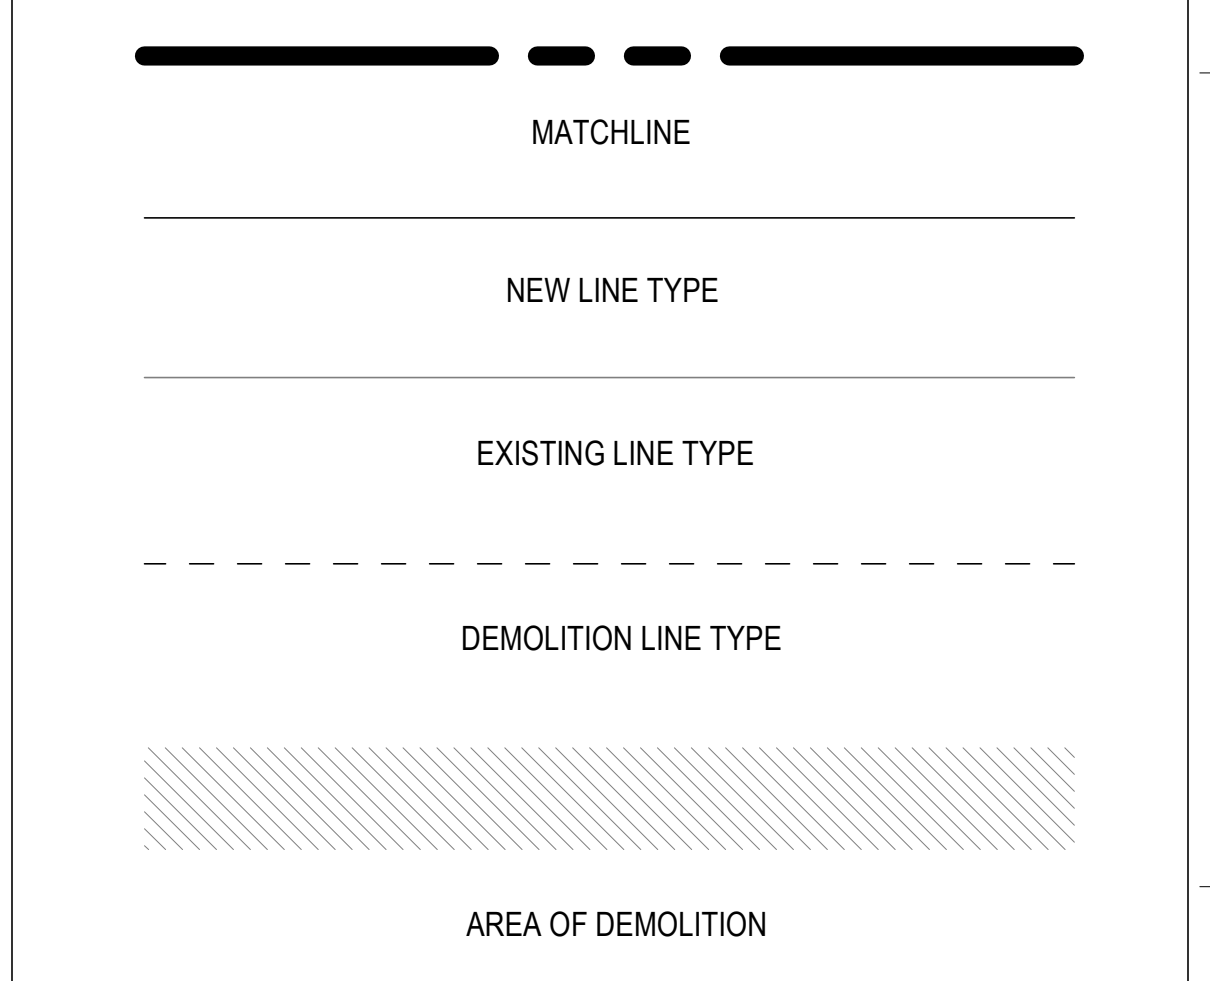 MATCHLINE
NEW LINE TYPE
EXISTING LINE TYPE
DEMOLITION LINE TYPE
AREA OF DEMOLITION